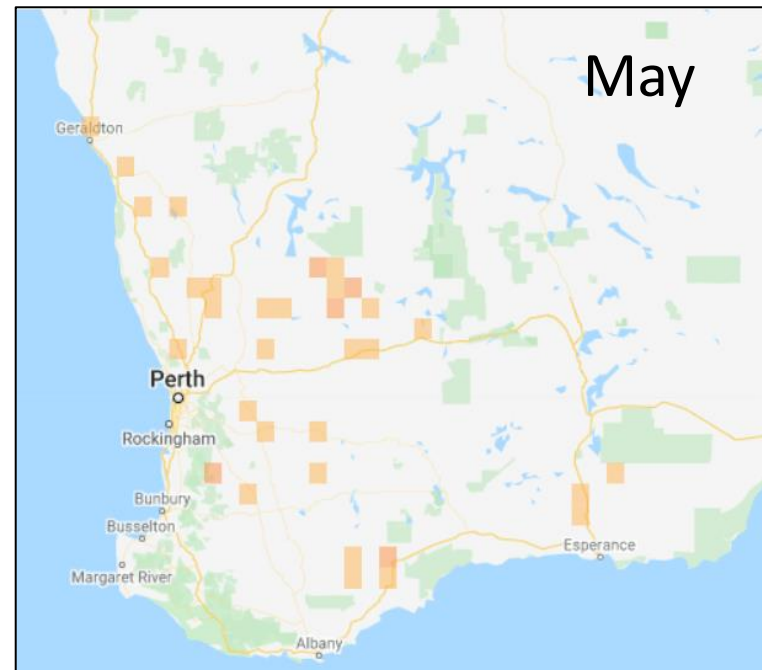 May
Geraldton
Perth
Rockingham
Bunbury
Busselton
Margaret River
Esperance
Albany